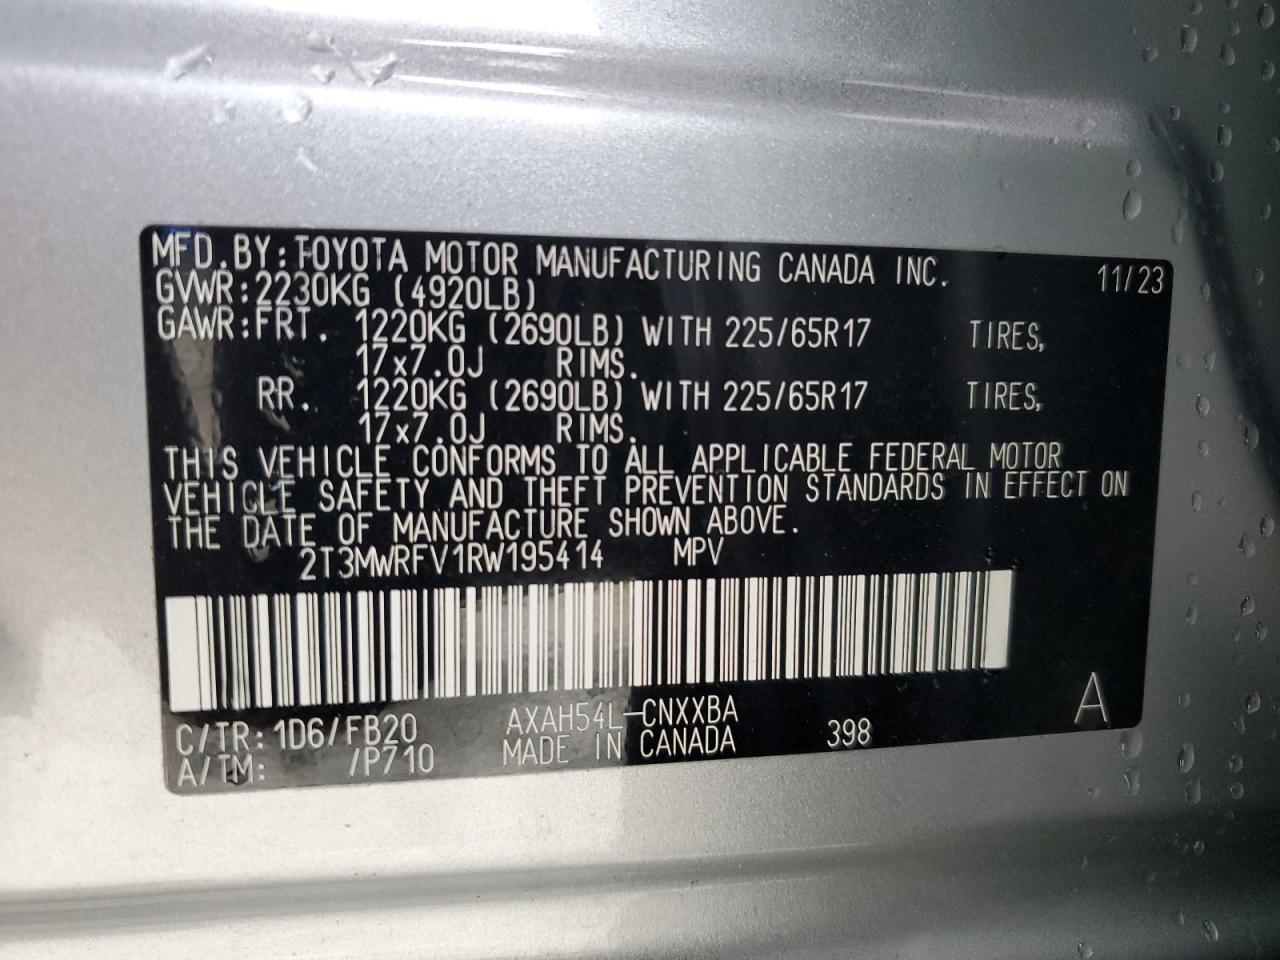 MFD.BY:TOYOTA MOTOR MANUFACTURING CANADA INC. 11/23
GVWR:2230KG (4920LB)
GAWR:FRT. 1220KG (2690LB) WITH 225/65R17 TIRES,
17x7.0J RIMS.
RR. 1220KG (2690LB) WITH 225/65R17 TIRES,
17x7.0J RIMS.
THIS VEHICLE CONFORMS TO ALL APPLICABLE FEDERAL MOTOR
VEHICLE SAFETY AND THEFT PREVENTION STANDARDS IN EFFECT ON
THE DATE OF MANUFACTURE SHOWN ABOVE.
2T3MWRFV1RW195414 MPV
C/TR:1D6/FB20 AXAH54L-CNXXBA 398 A
A/TM: /P710 MADE IN CANADA